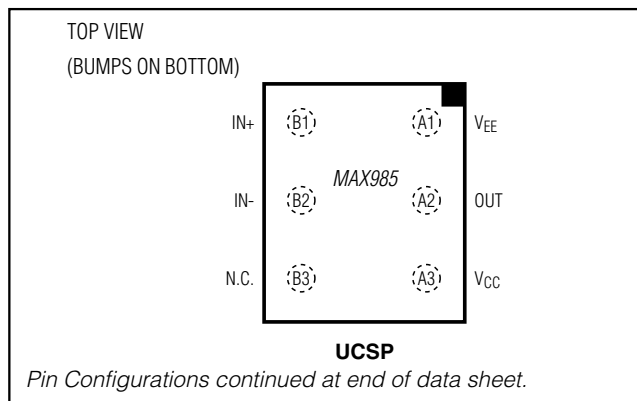 TOP VIEW
(BUMPS ON BOTTOM)
IN+ B1 A1 VEE
MAX985
IN- B2 A2 OUT
N.C. B3 A3 VCC
UCSP
Pin Configurations continued at end of data sheet.